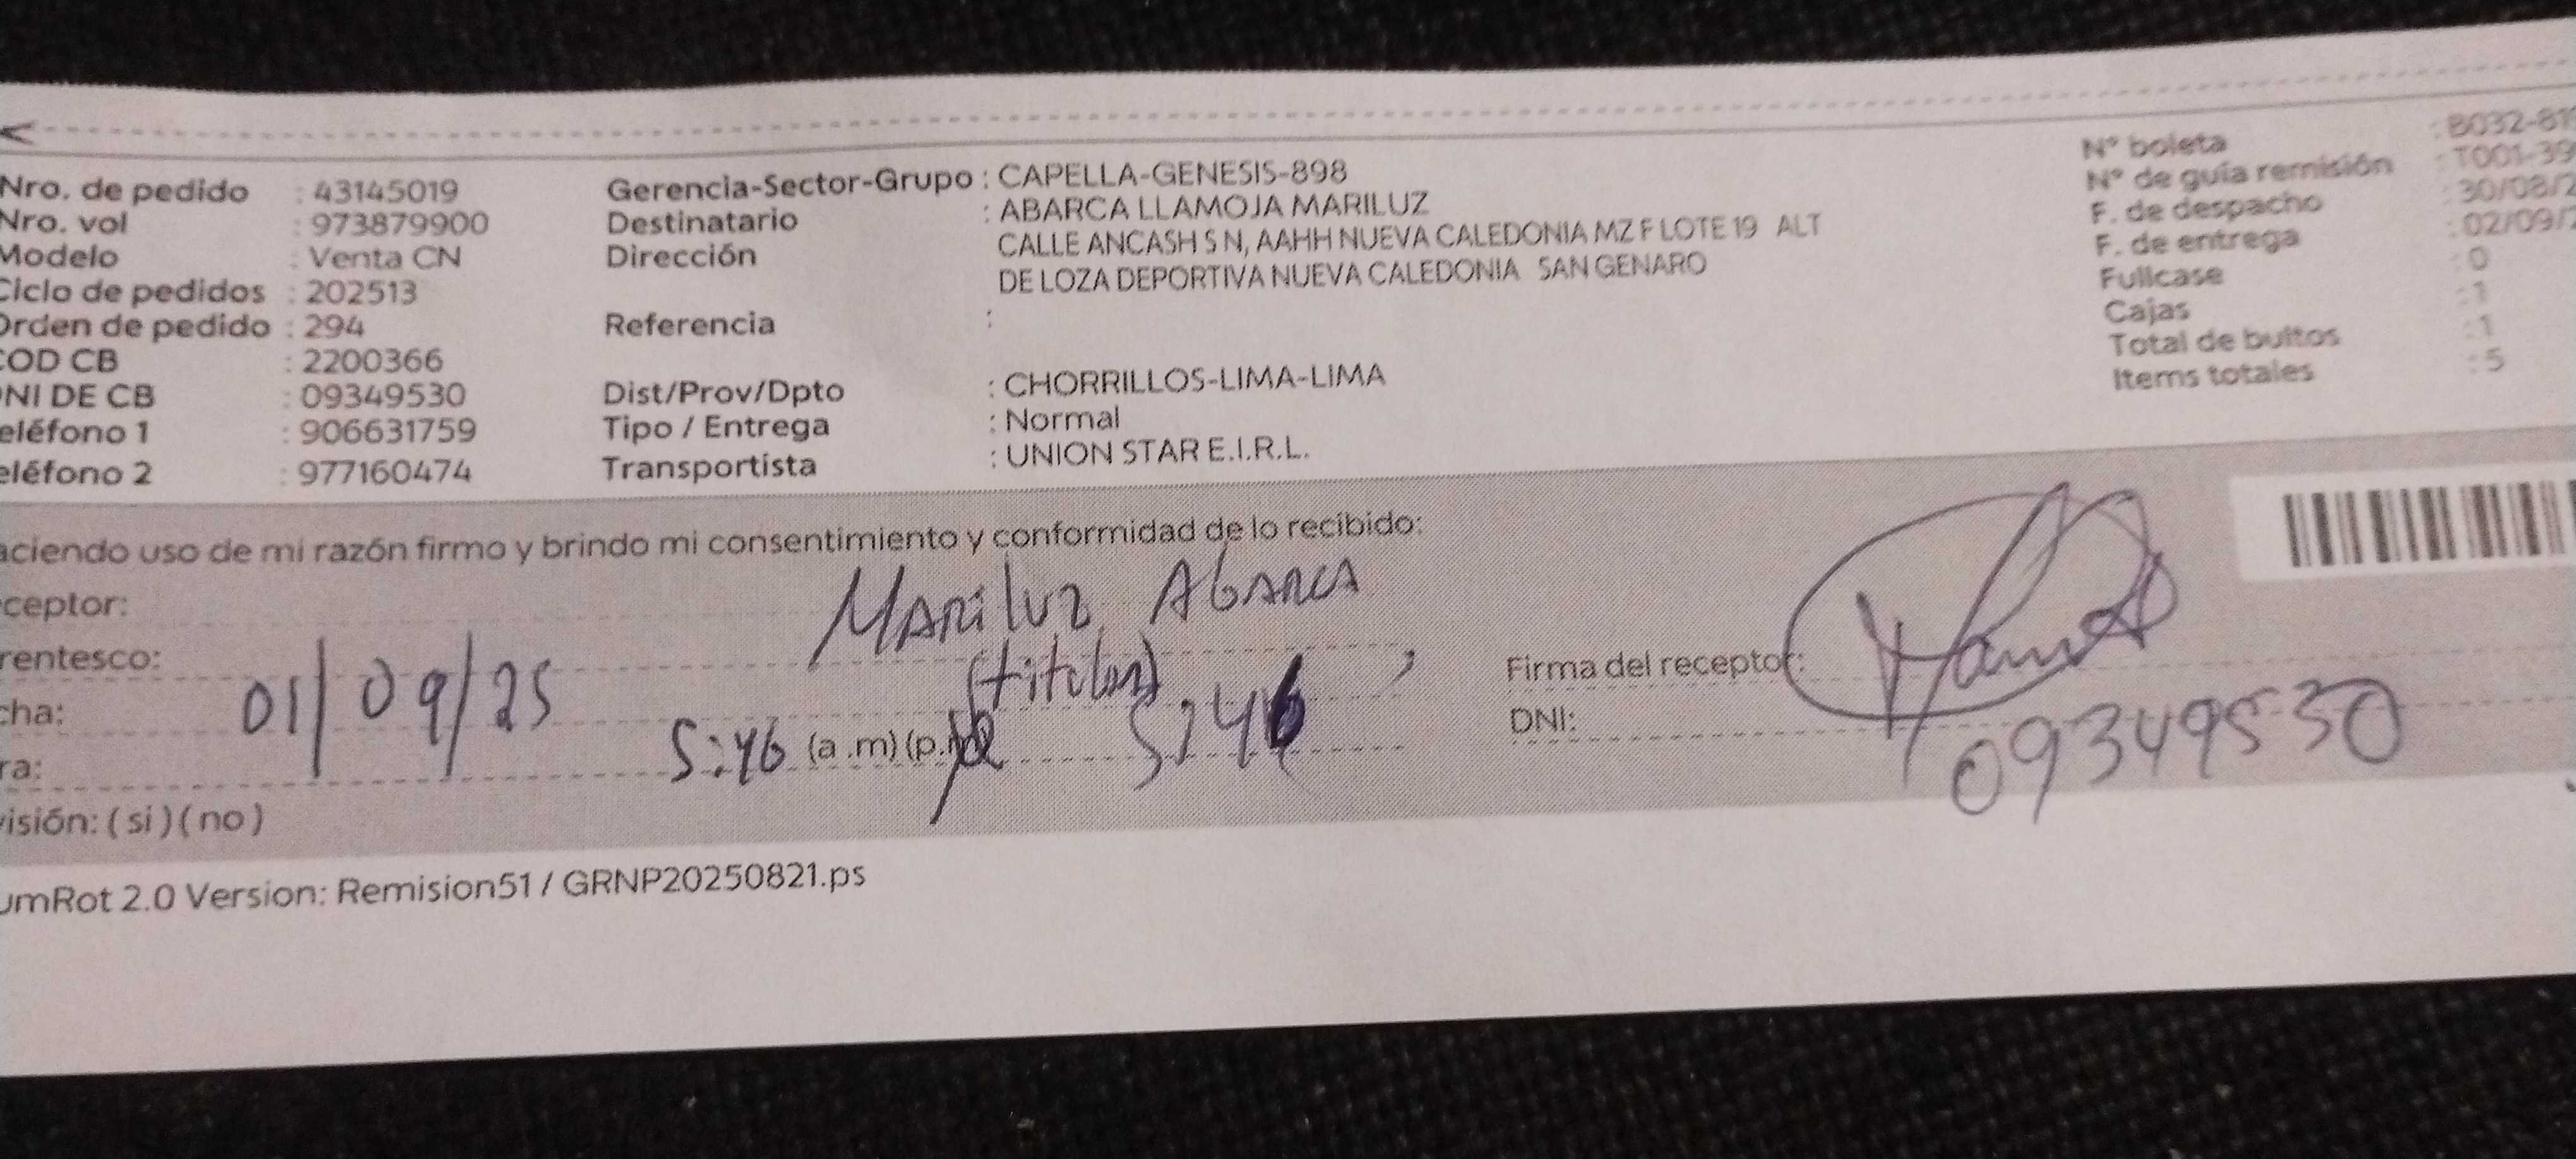 Nro. de pedido : 43145019 Gerencia-Sector-Grupo : CAPELLA-GENESIS-898 N° boleta : B032-81
Nro. vol : 973879900 Destinatario : ABARCA LLAMOJA MARILUZ N° de guía remisión : T001-39
Modelo : Venta CN Dirección CALLE ANCASH S N, AAHH NUEVA CALEDONIA MZ F LOTE 19 ALT F. de despacho : 30/08/2
Ciclo de pedidos : 202513 DE LOZA DEPORTIVA NUEVA CALEDONIA SAN GENARO F. de entrega : 02/09/
Orden de pedido : 294 Referencia : Fullcase : 0
COD CB : 2200366 Cajas : 1
NI DE CB : 09349530 Dist/Prov/Dpto : CHORRILLOS-LIMA-LIMA Total de bultos : 1
eléfono 1 : 906631759 Tipo / Entrega : Normal Items totales : 5
eléfono 2 : 977160474 Transportista : UNION STAR E.I.R.L.
aciendo uso de mi razón firmo y brindo mi consentimiento y conformidad de lo recibido:
ceptor: Mariluz Abarca
rentesco: (titular) Firma del receptor:
cha: 01/09/25 DNI: 09349530
ra: 5:46 (a .m) (p. 5:46
visión: ( si ) ( no )
umRot 2.0 Version: Remision51 / GRNP20250821.ps